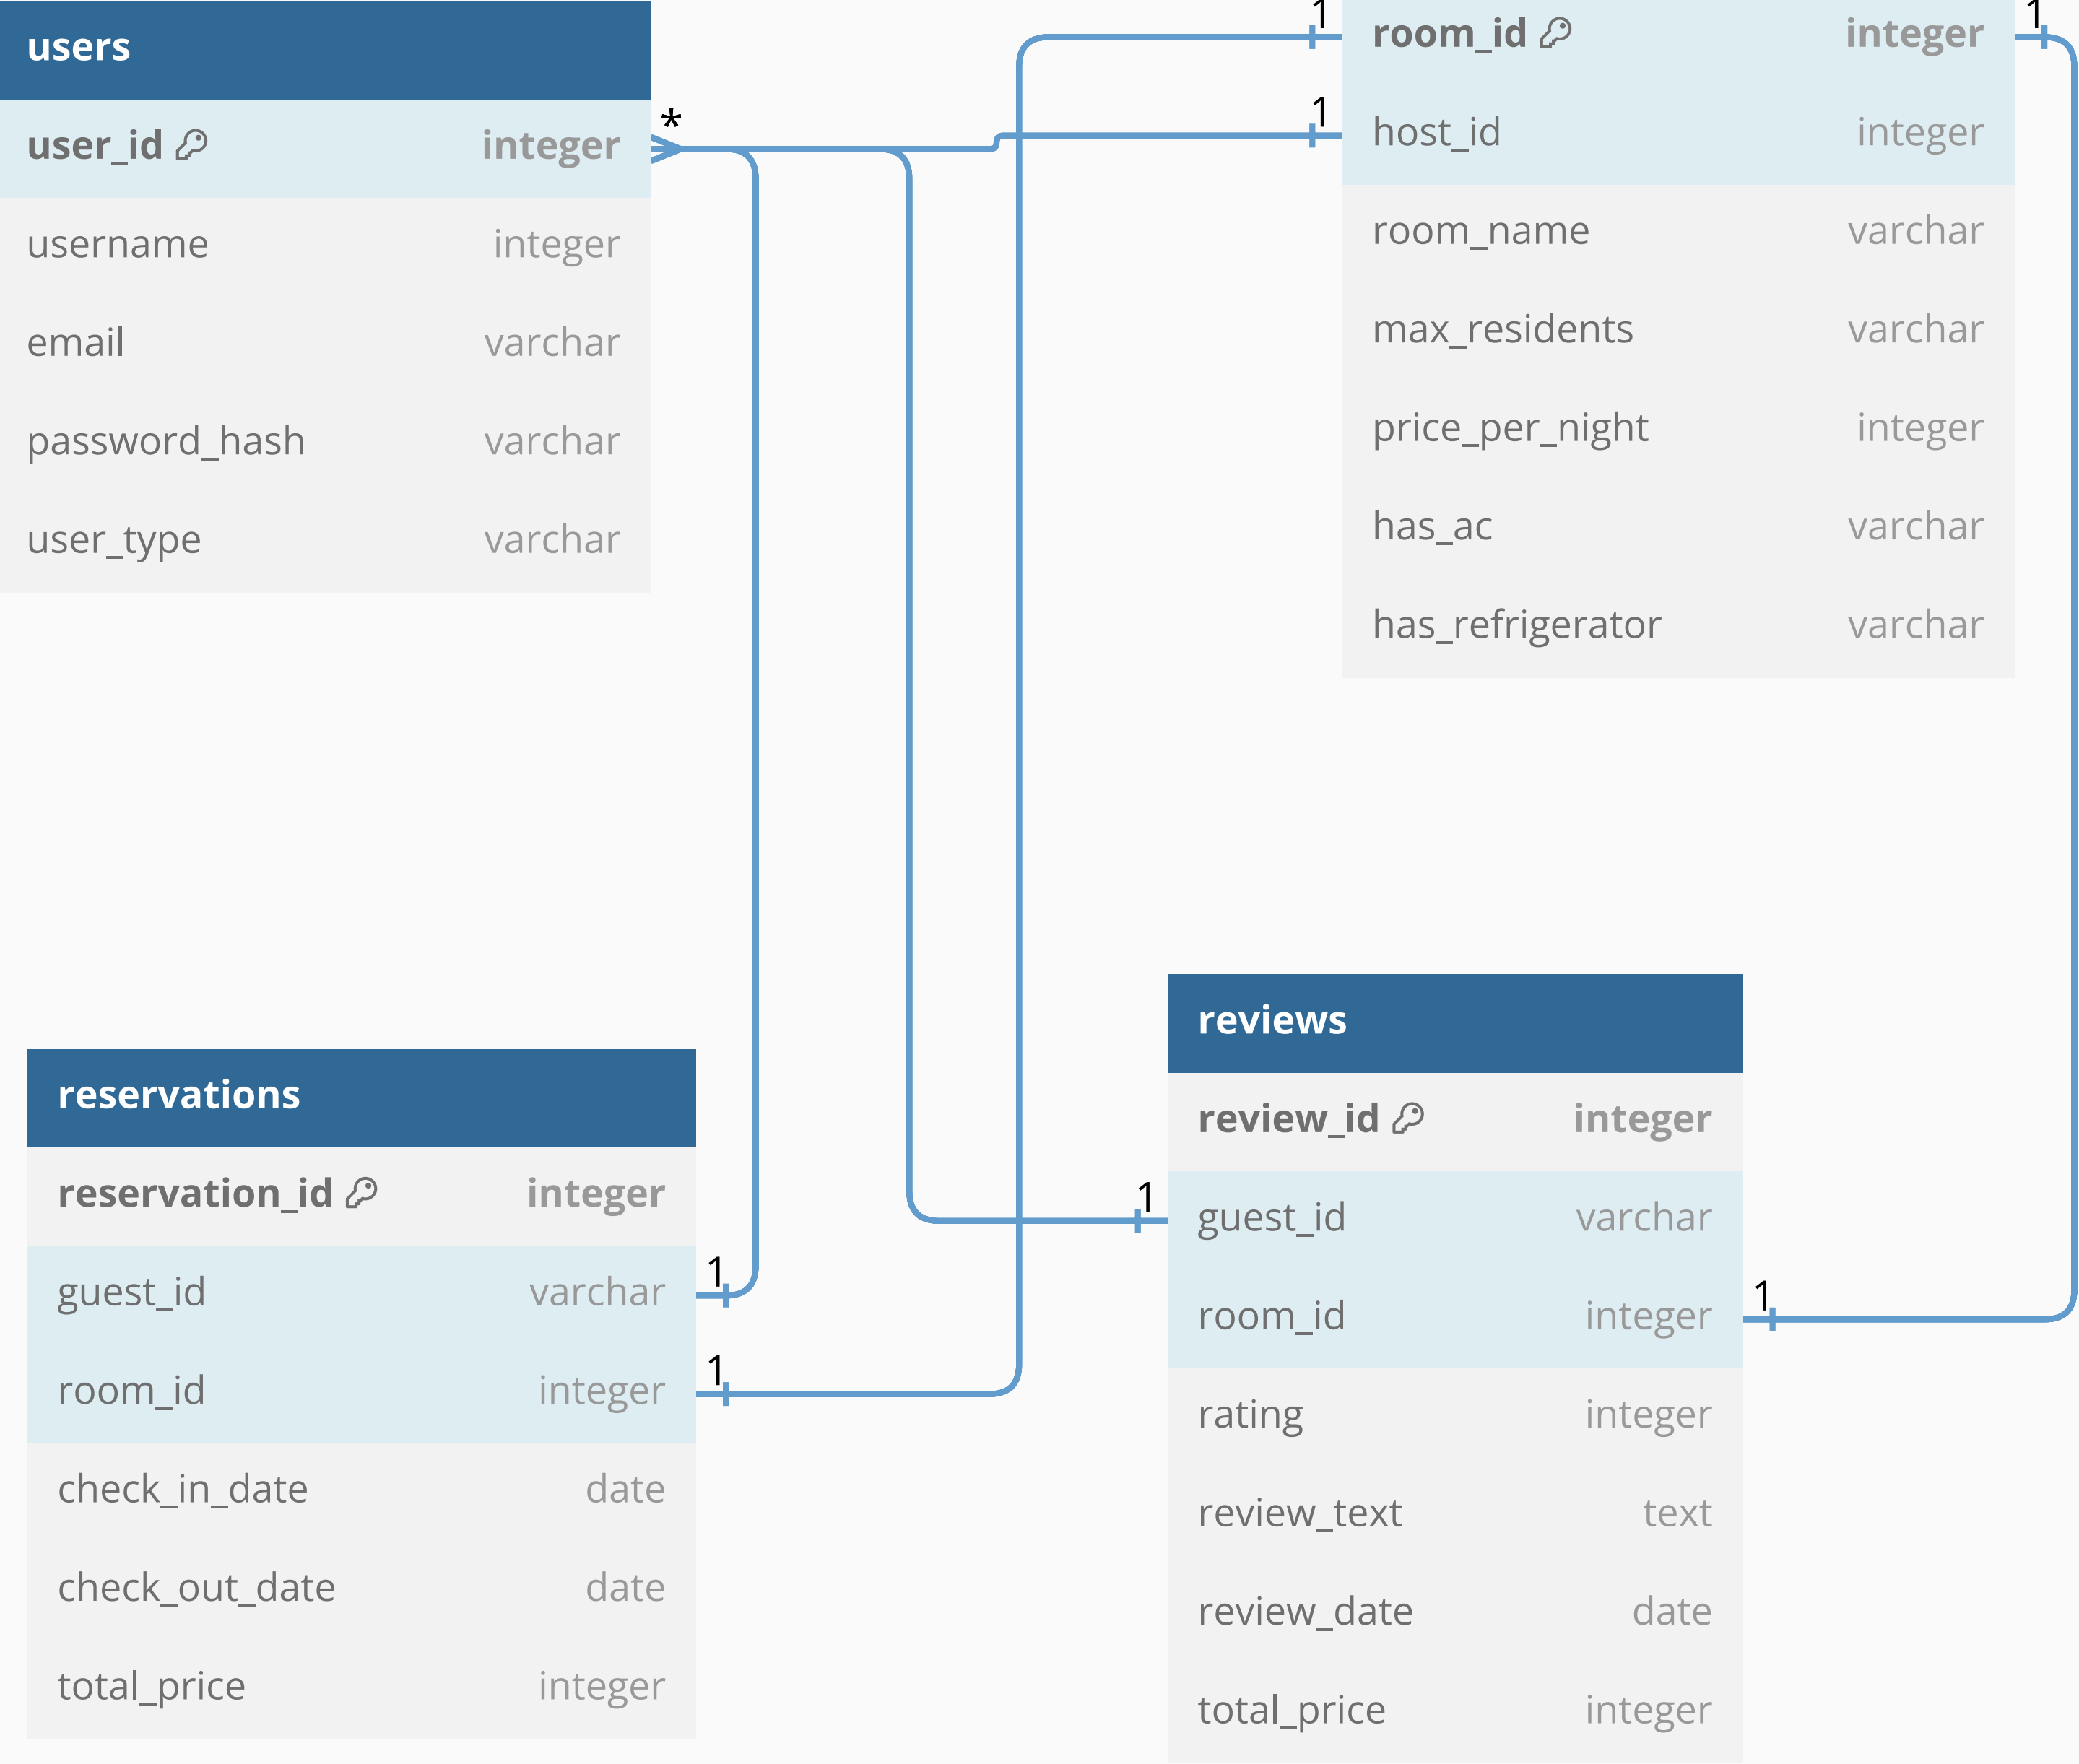 users
user_id integer
username integer
email varchar
password_hash varchar
user_type varchar
*
1
1
1
room_id integer
host_id integer
room_name varchar
max_residents varchar
price_per_night integer
has_ac varchar
has_refrigerator varchar
reservations
reservation_id integer
guest_id varchar
1
room_id integer
1
check_in_date date
check_out_date date
total_price integer
reviews
review_id integer
1
guest_id varchar
room_id integer
1
rating integer
review_text text
review_date date
total_price integer